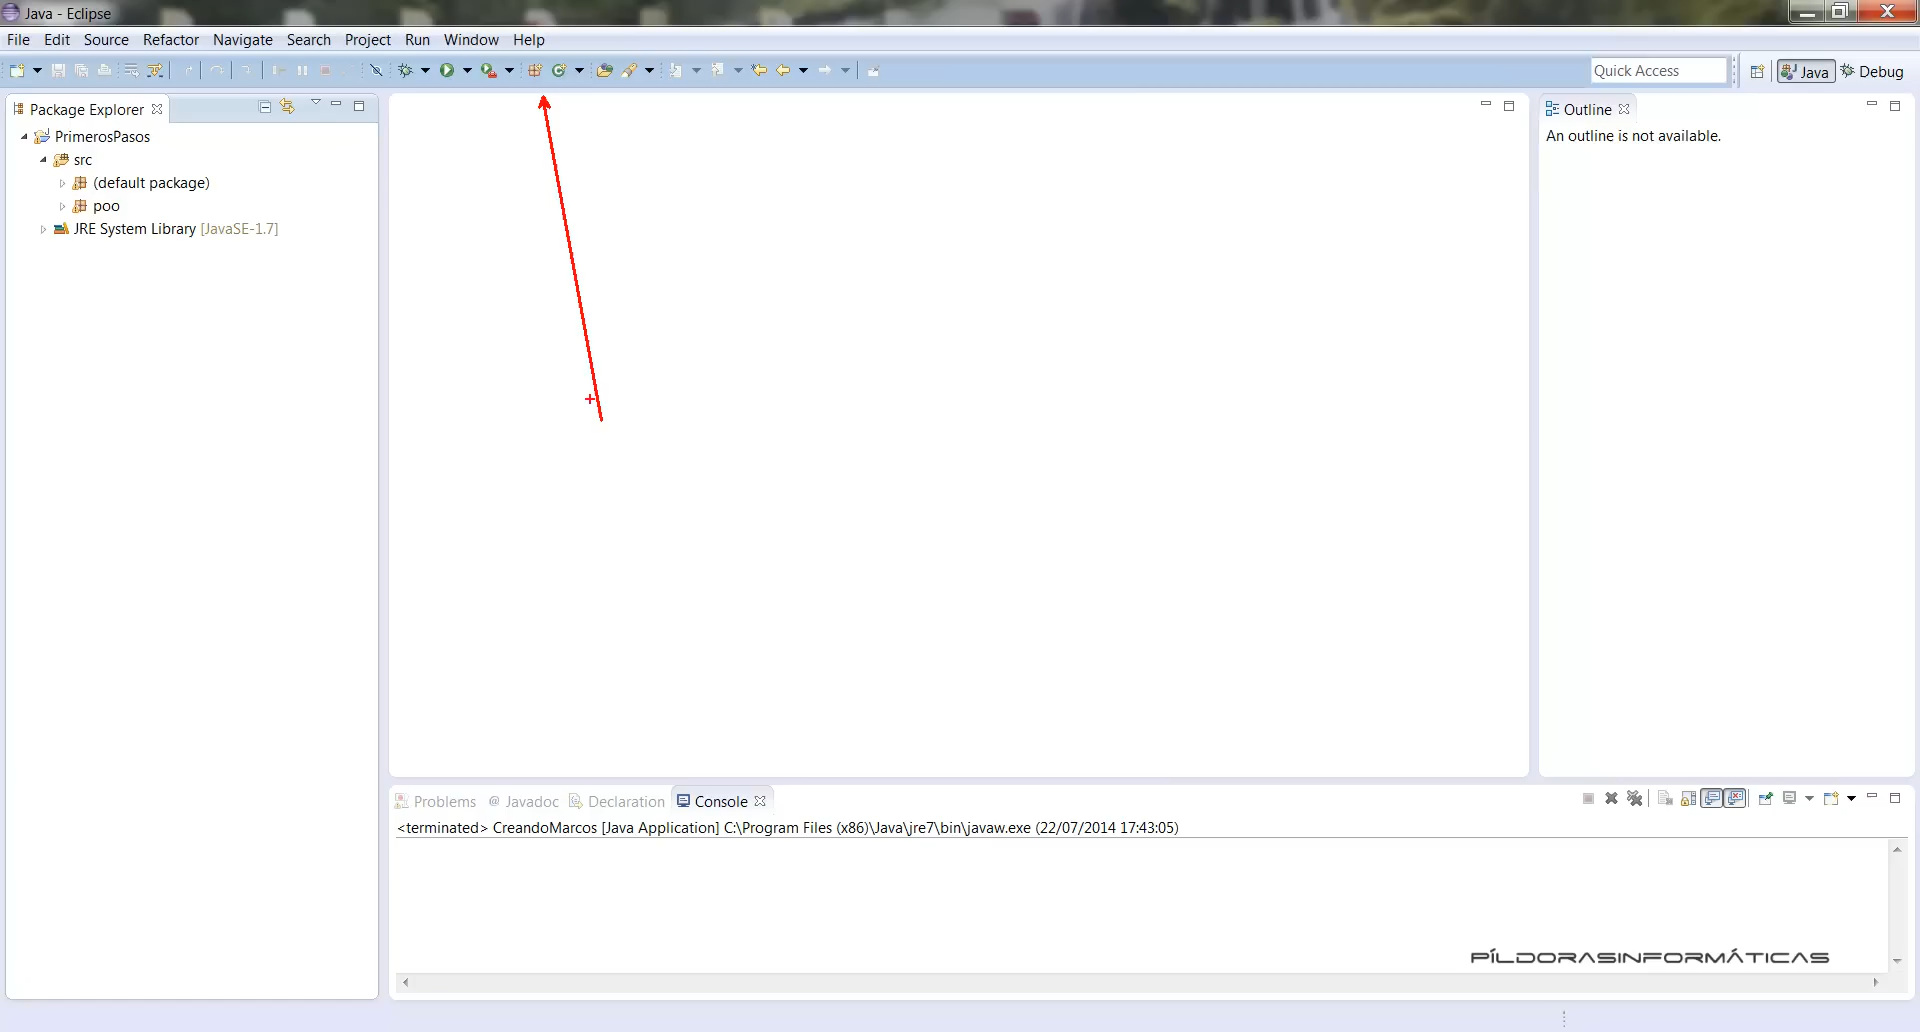 Java - Eclipse
File Edit Source Refactor Navigate Search Project Run Window Help
Quick Access Java Debug
Package Explorer
PrimerosPasos
src
(default package)
poo
JRE System Library [JavaSE-1.7]
Outline
An outline is not available.
Problems @ Javadoc Declaration Console
<terminated> CreandoMarcos [Java Application] C:\Program Files (x86)\Java\jre7\bin\javaw.exe (22/07/2014 17:43:05)
PÍLDORASINFORMÁTICAS